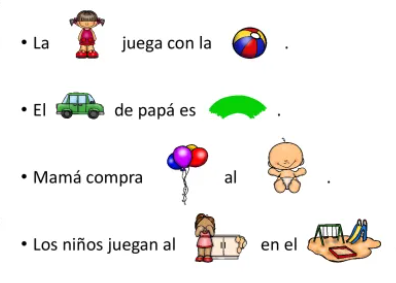 • La juega con la .
• El de papá es .
• Mamá compra al .
• Los niños juegan al en el